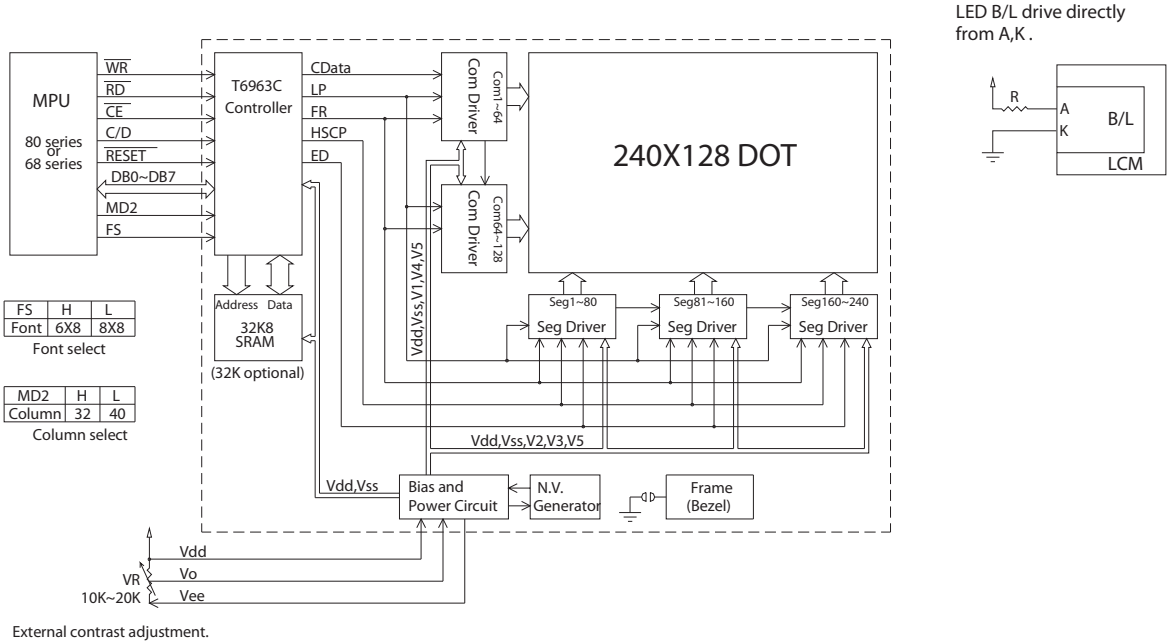 LED B/L drive directly
from A,K .
R
A
K
B/L
LCM
MPU
80 series
or
68 series
WR
RD
CE
C/D
RESET
DB0~DB7
MD2
FS
T6963C
Controller
CData
LP
FR
HSCP
ED
Com Driver
Com1~64
Com Driver
Com64~128
240X128 DOT
Address Data
32K8
SRAM
(32K optional)
Vdd,Vss,V1,V4,V5
Seg1~80
Seg Driver
Seg81~160
Seg Driver
Seg160~240
Seg Driver
FS H L
Font 6X8 8X8
Font select
MD2 H L
Column 32 40
Column select
Vdd,Vss,V2,V3,V5
Vdd,Vss
Bias and
Power Circuit
N.V.
Generator
Frame
(Bezel)
Vdd
Vo
Vee
VR
10K~20K
External contrast adjustment.